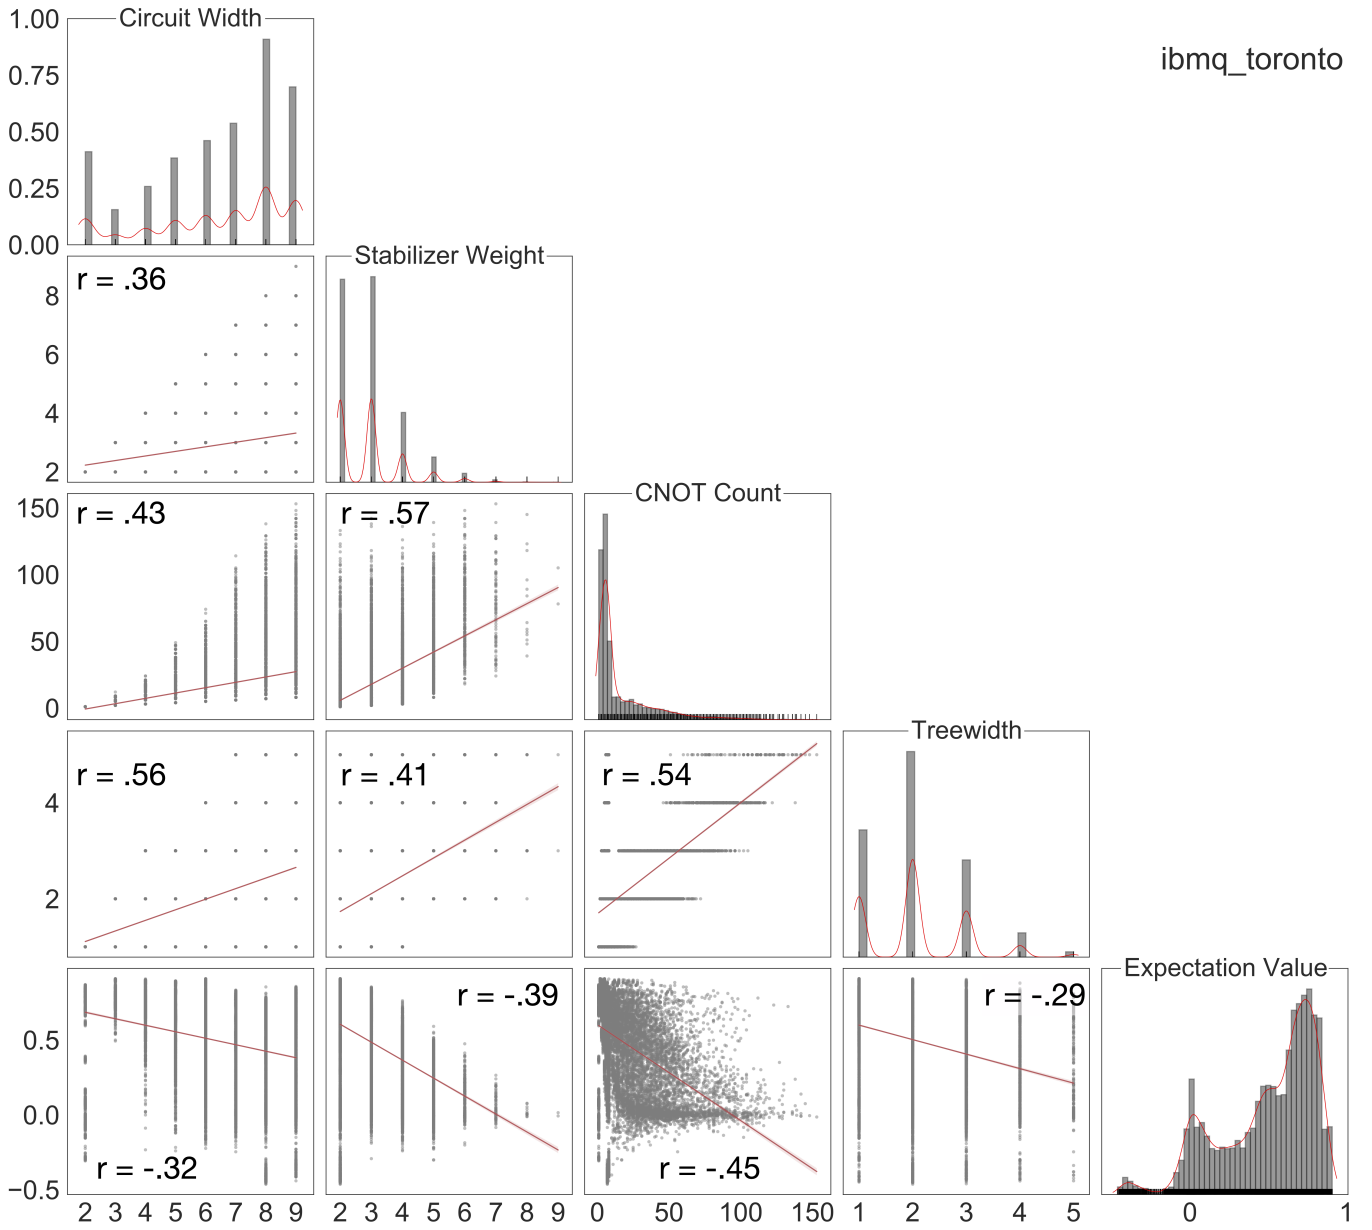 Circuit Width
ibmq_toronto
1.00
0.75
0.50
0.25
0.00
Stabilizer Weight
r = .36
8
6
4
2
CNOT Count
r = .43
r = .57
150
100
50
0
Treewidth
r = .56
r = .41
r = .54
4
2
Expectation Value
r = -.39
r = -.29
0.5
0.0
−0.5
r = -.32
r = -.45
2 3 4 5 6 7 8 9
2 3 4 5 6 7 8 9
0 50 100 150
1 2 3 4 5
0 1